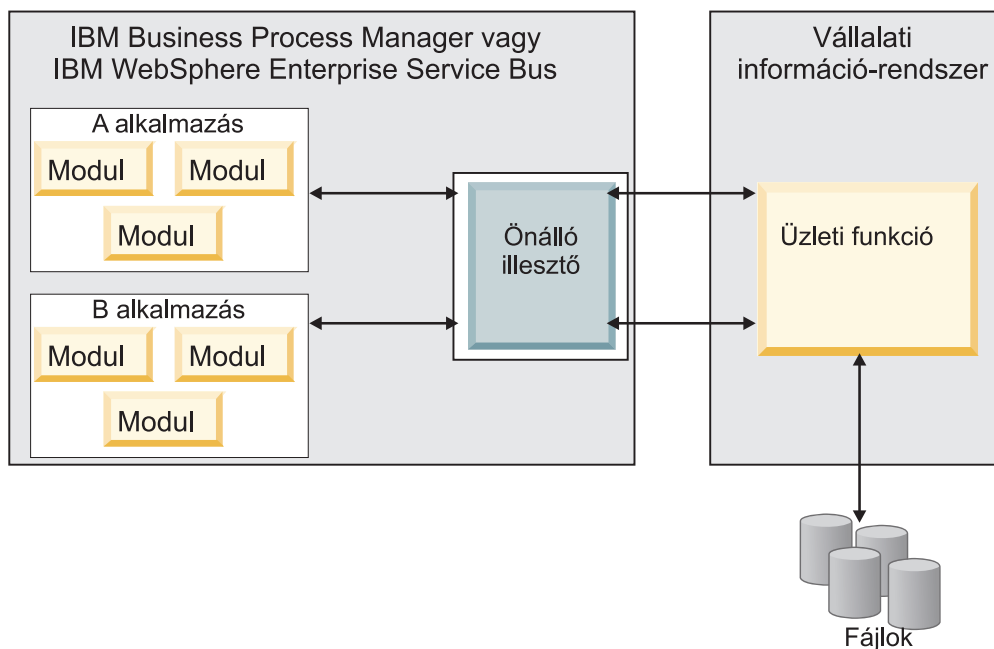 IBM Business Process Manager vagy
IBM WebSphere Enterprise Service Bus
A alkalmazás
Modul
Modul
Modul
B alkalmazás
Modul
Modul
Modul
Önálló
illesztő
Vállalati
információ-rendszer
Üzleti funkció
Fájlok